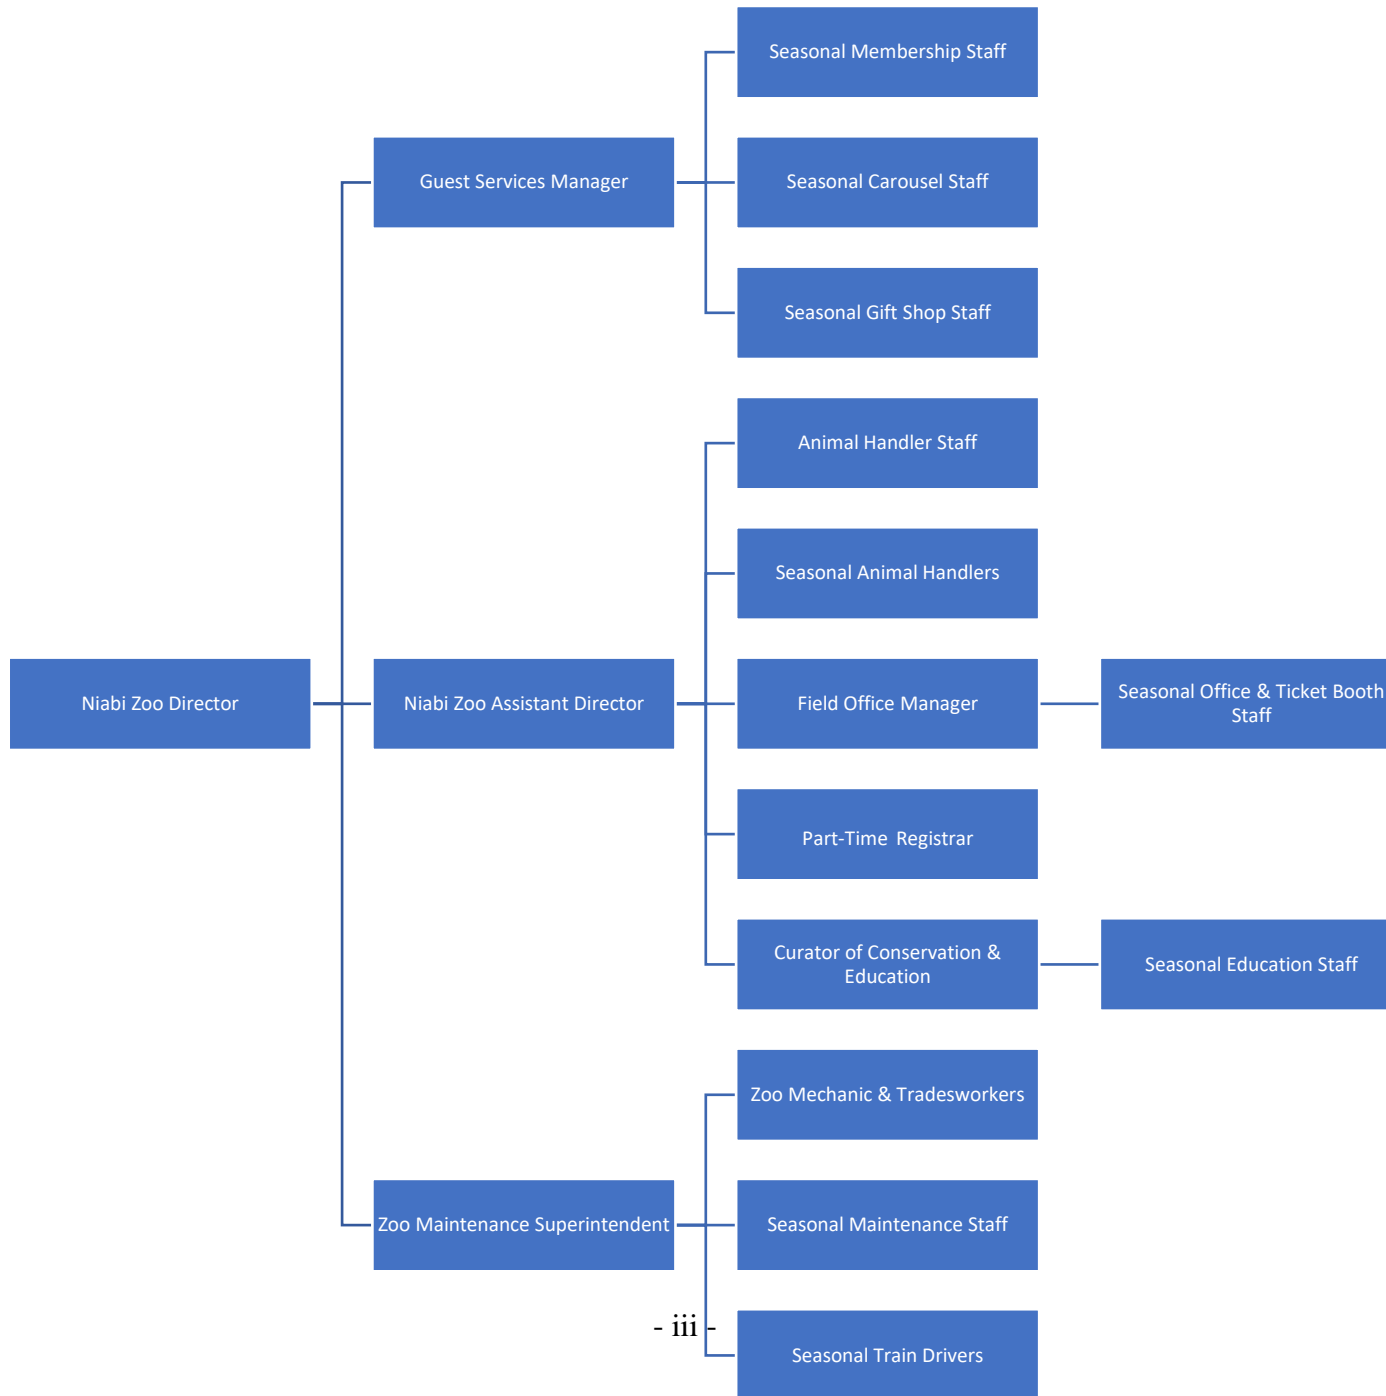 Seasonal Membership Staff
Guest Services Manager
Seasonal Carousel Staff
Seasonal Gift Shop Staff
Animal Handler Staff
Seasonal Animal Handlers
Niabi Zoo Director
Niabi Zoo Assistant Director
Field Office Manager
Seasonal Office & Ticket Booth
Staff
Part-Time Registrar
Curator of Conservation &
Education
Seasonal Education Staff
Zoo Mechanic & Tradesworkers
Zoo Maintenance Superintendent
Seasonal Maintenance Staff
Seasonal Train Drivers
- iii -